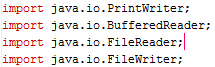 import java.io.PrintWriter;
import java.io.BufferedReader;
import java.io.FileReader;
import java.io.FileWriter;